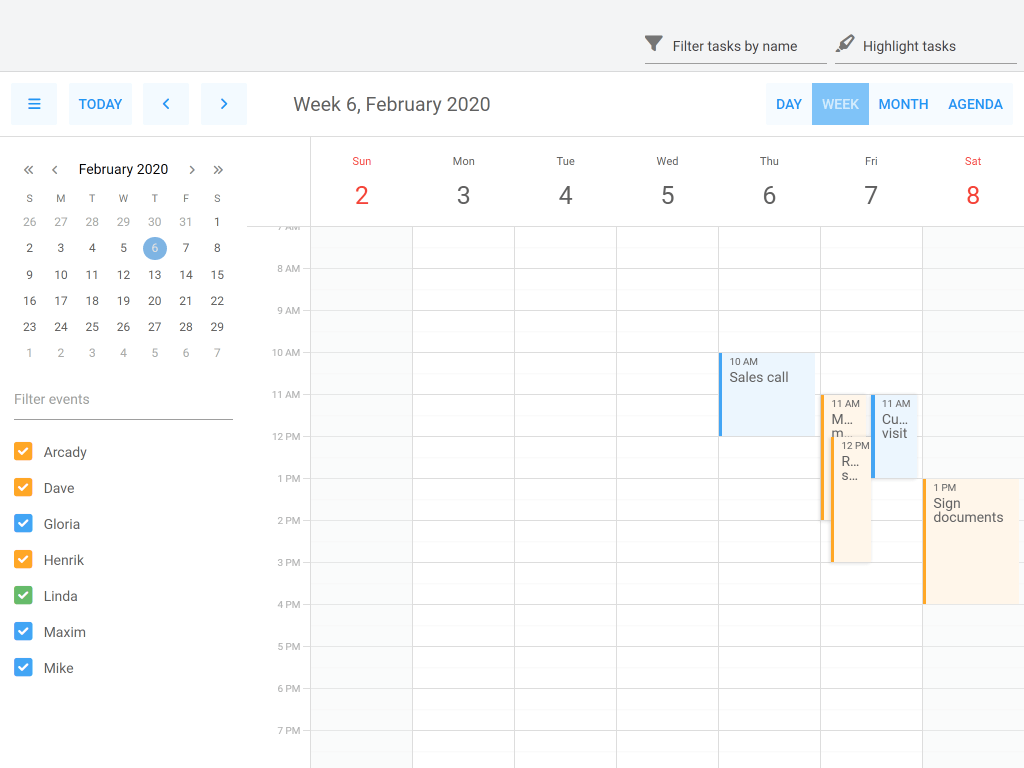 Filter tasks by name
Highlight tasks
TODAY
Week 6, February 2020
DAY
WEEK
MONTH
AGENDA
February 2020
S M T W T F S
26 27 28 29 30 31 1
2 3 4 5 6 7 8
9 10 11 12 13 14 15
16 17 18 19 20 21 22
23 24 25 26 27 28 29
1 2 3 4 5 6 7
Filter events
Arcady
Dave
Gloria
Henrik
Linda
Maxim
Mike
Sun Mon Tue Wed Thu Fri Sat
2 3 4 5 6 7 8
7 AM
8 AM
9 AM
10 AM
11 AM
12 PM
1 PM
2 PM
3 PM
4 PM
5 PM
6 PM
7 PM
10 AM
Sales call
11 AM
M…
m…
12 PM
R…
s…
11 AM
Cu…
visit
1 PM
Sign
documents